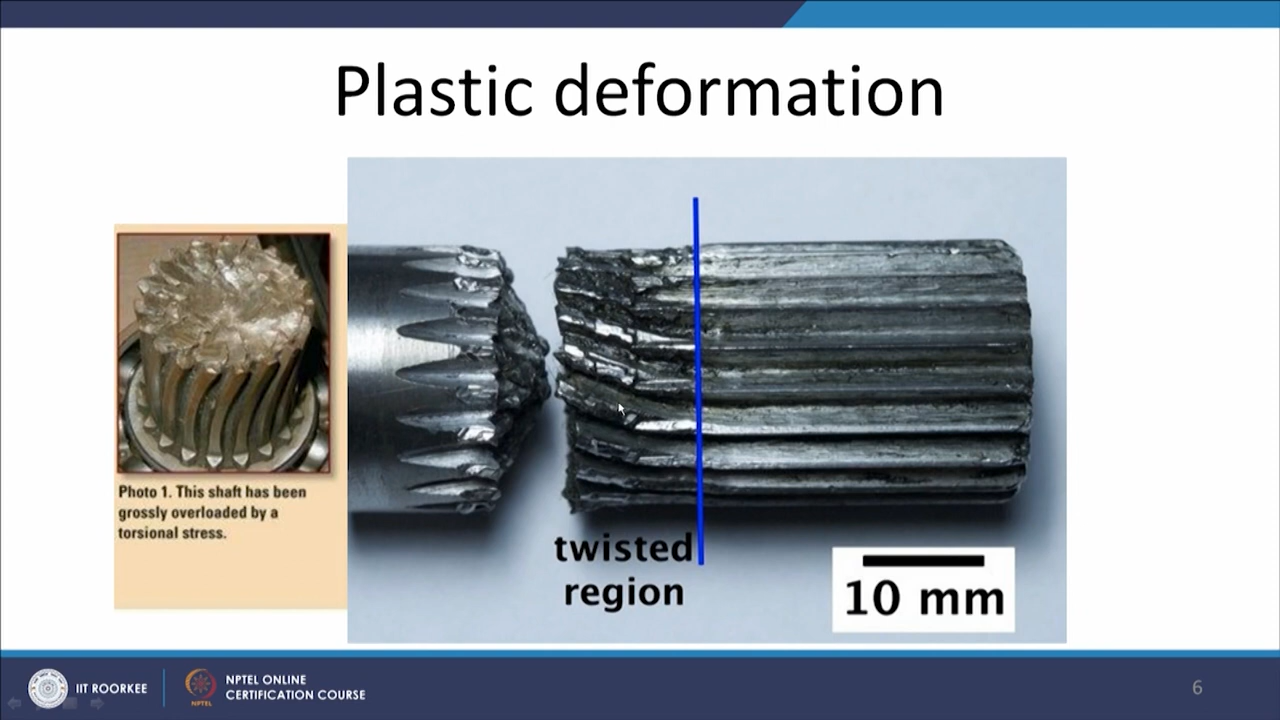 Plastic deformation
Photo 1. This shaft has been
grossly overloaded by a
torsional stress.
twisted
region
10 mm
IIT ROORKEE
NPTEL ONLINE
CERTIFICATION COURSE
NPTEL
6